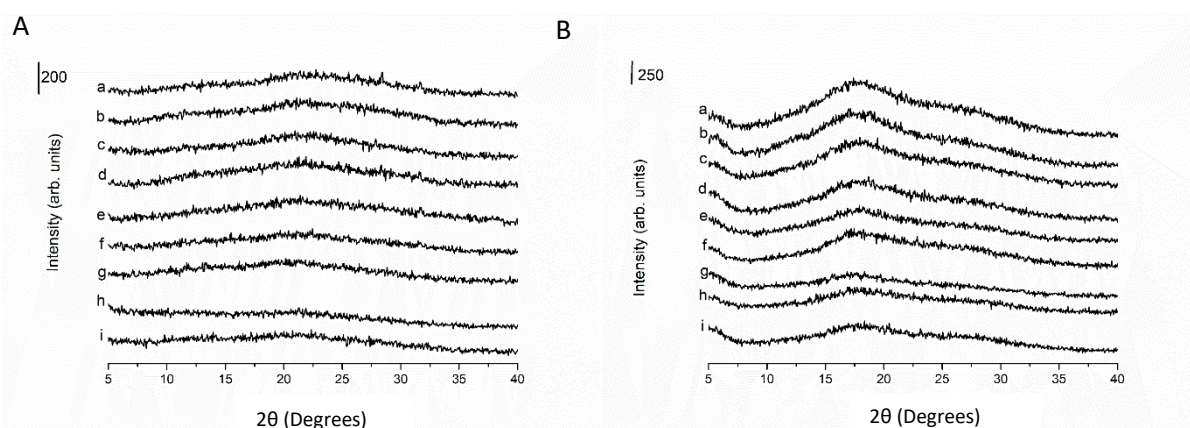 A
200
a
b
c
d
e
f
g
h
i
Intensity (arb. units)
5 10 15 20 25 30 35 40
2θ (Degrees)
B
250
a
b
c
d
e
f
g
h
i
Intensity (arb. units)
5 10 15 20 25 30 35 40
2θ (Degrees)